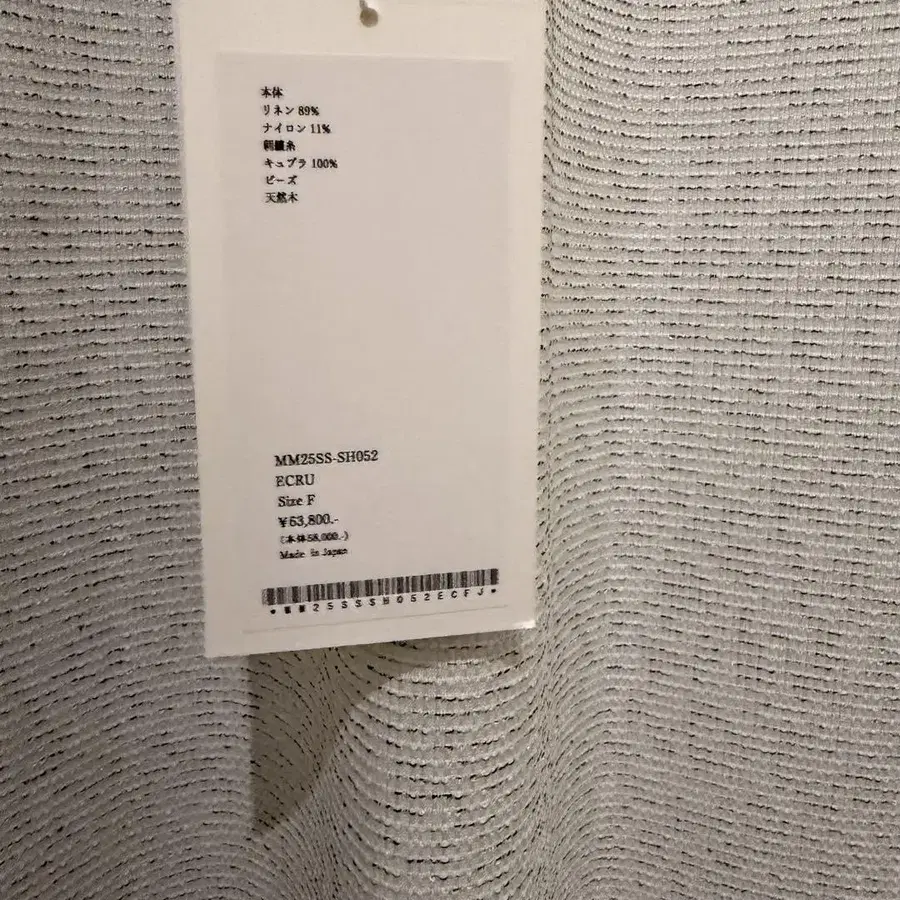 本体
リネン 89%
ナイロン 11%
刺繍糸
キュプラ 100%
ビーズ
天然木
MM25SS-SH052
ECRU
Size F
¥63,800.-
(本体58,000.-)
Made in Japan
*MM25SSSH052ECFJ*